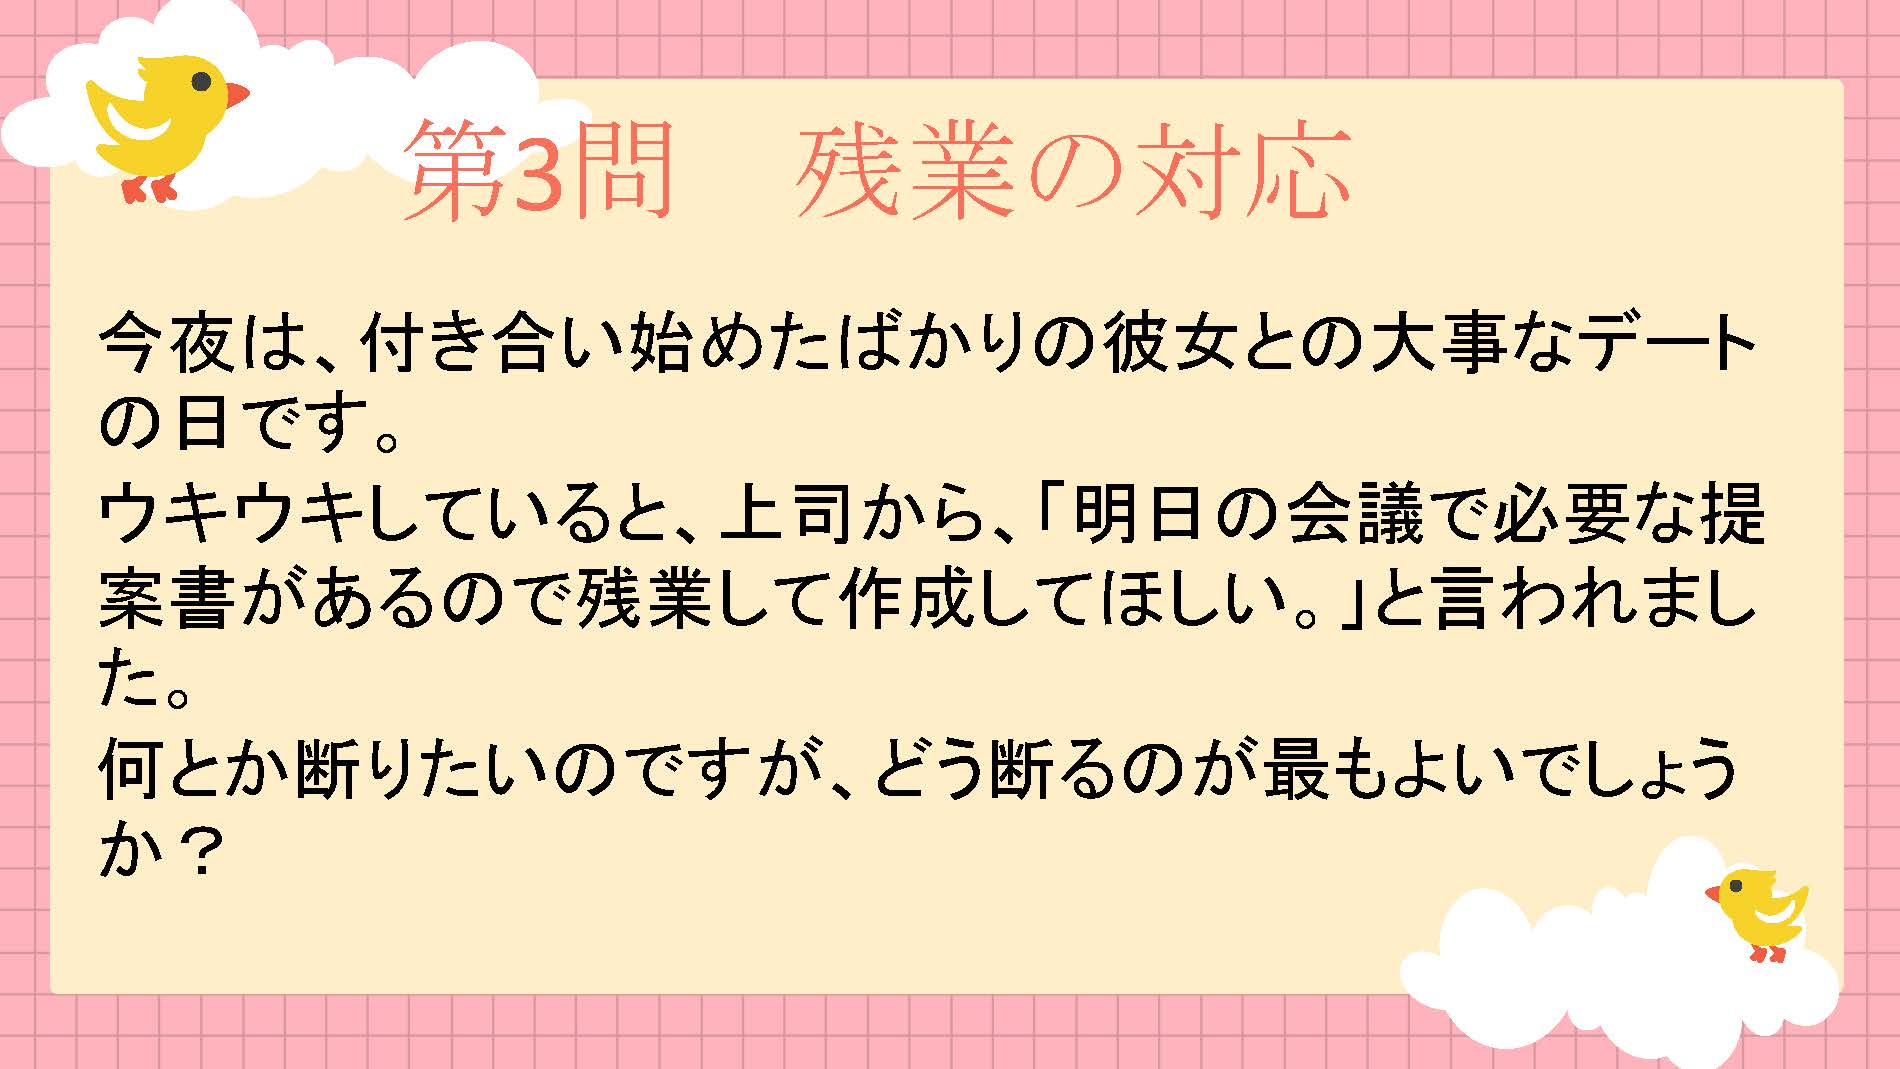 第3問　残業の対応
今夜は、付き合い始めたばかりの彼女との大事なデート
の日です。
ウキウキしていると、上司から、「明日の会議で必要な提
案書があるので残業して作成してほしい。」と言われまし
た。
何とか断りたいのですが、どう断るのが最もよいでしょう
か？